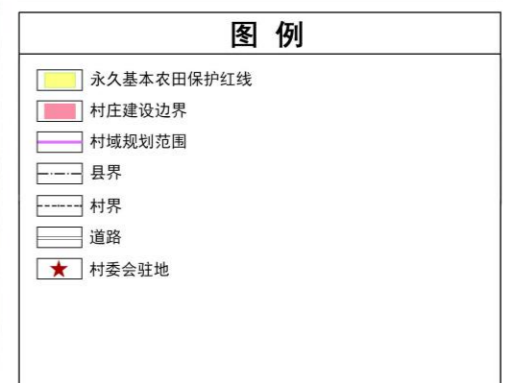 图 例
永久基本农田保护红线
村庄建设边界
村域规划范围
县界
村界
道路
村委会驻地